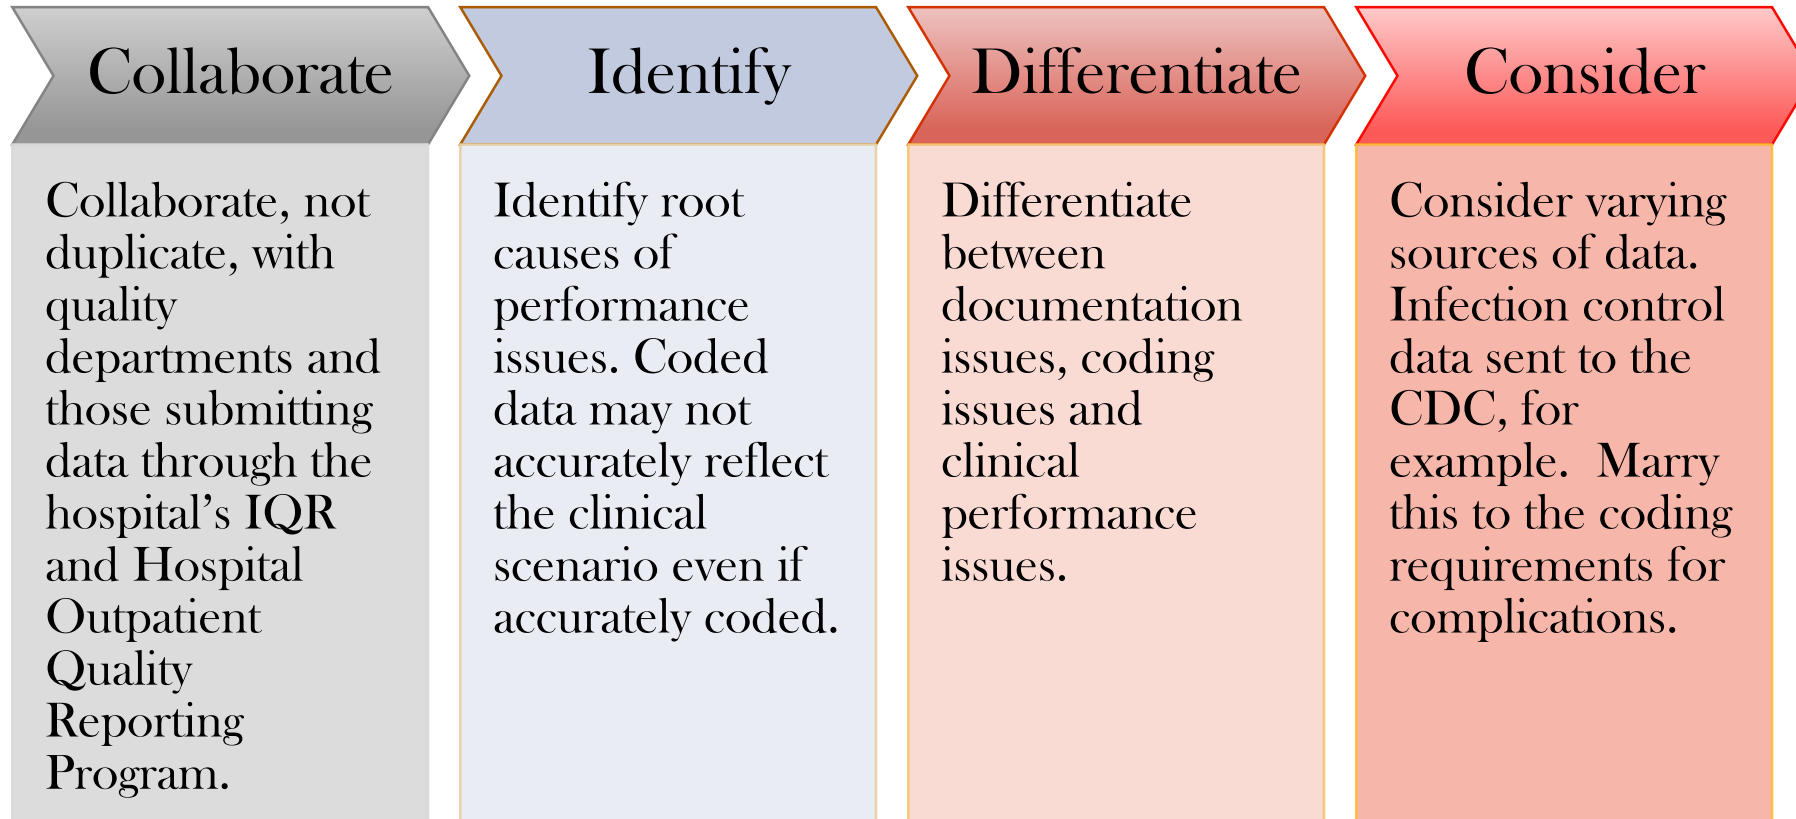 Collaborate
Collaborate, not
duplicate, with
quality
departments and
those submitting
data through the
hospital’s IQR
and Hospital
Outpatient
Quality
Reporting
Program.
Identify
Identify root
causes of
performance
issues. Coded
data may not
accurately reflect
the clinical
scenario even if
accurately coded.
Differentiate
Differentiate
between
documentation
issues, coding
issues and
clinical
performance
issues.
Consider
Consider varying
sources of data.
Infection control
data sent to the
CDC, for
example.  Marry
this to the coding
requirements for
complications.